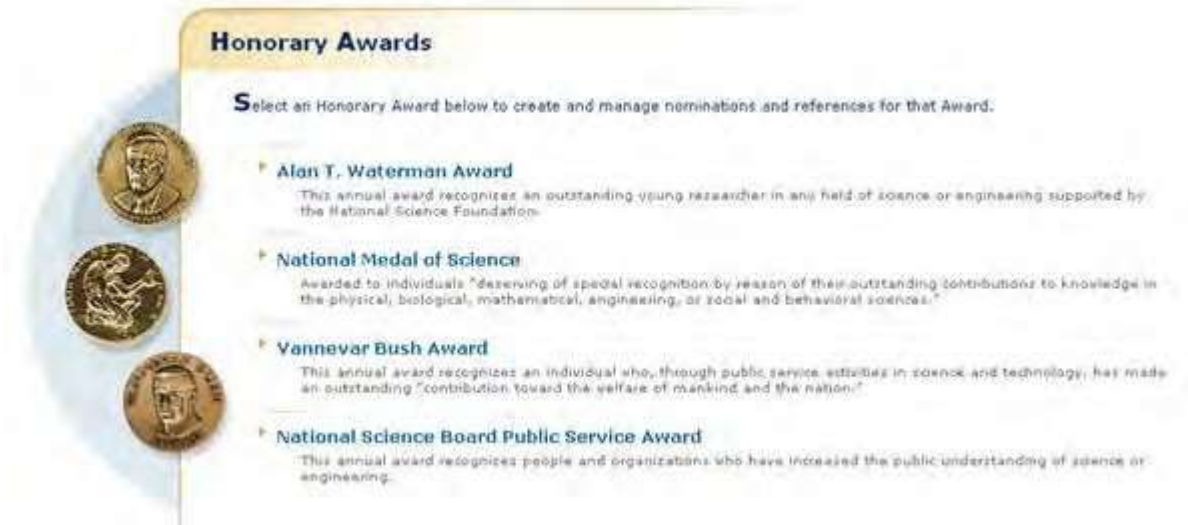 Honorary Awards
Select an Honorary Award below to create and manage nominations and references for that Award.
Alan T. Waterman Award
This annual award recognizes an outstanding young researcher in any field of science or engineering supported by
the National Science Foundation.
National Medal of Science
Awarded to individuals "deserving of special recognition by reason of their outstanding contributions to knowledge in
the physical, biological, mathematical, engineering, or social and behavioral sciences."
Vannevar Bush Award
This annual award recognizes an individual who, through public service activities in science and technology, has made
an outstanding "contribution toward the welfare of mankind and the nation."
National Science Board Public Service Award
This annual award recognizes people and organizations who have increased the public understanding of science or
engineering.